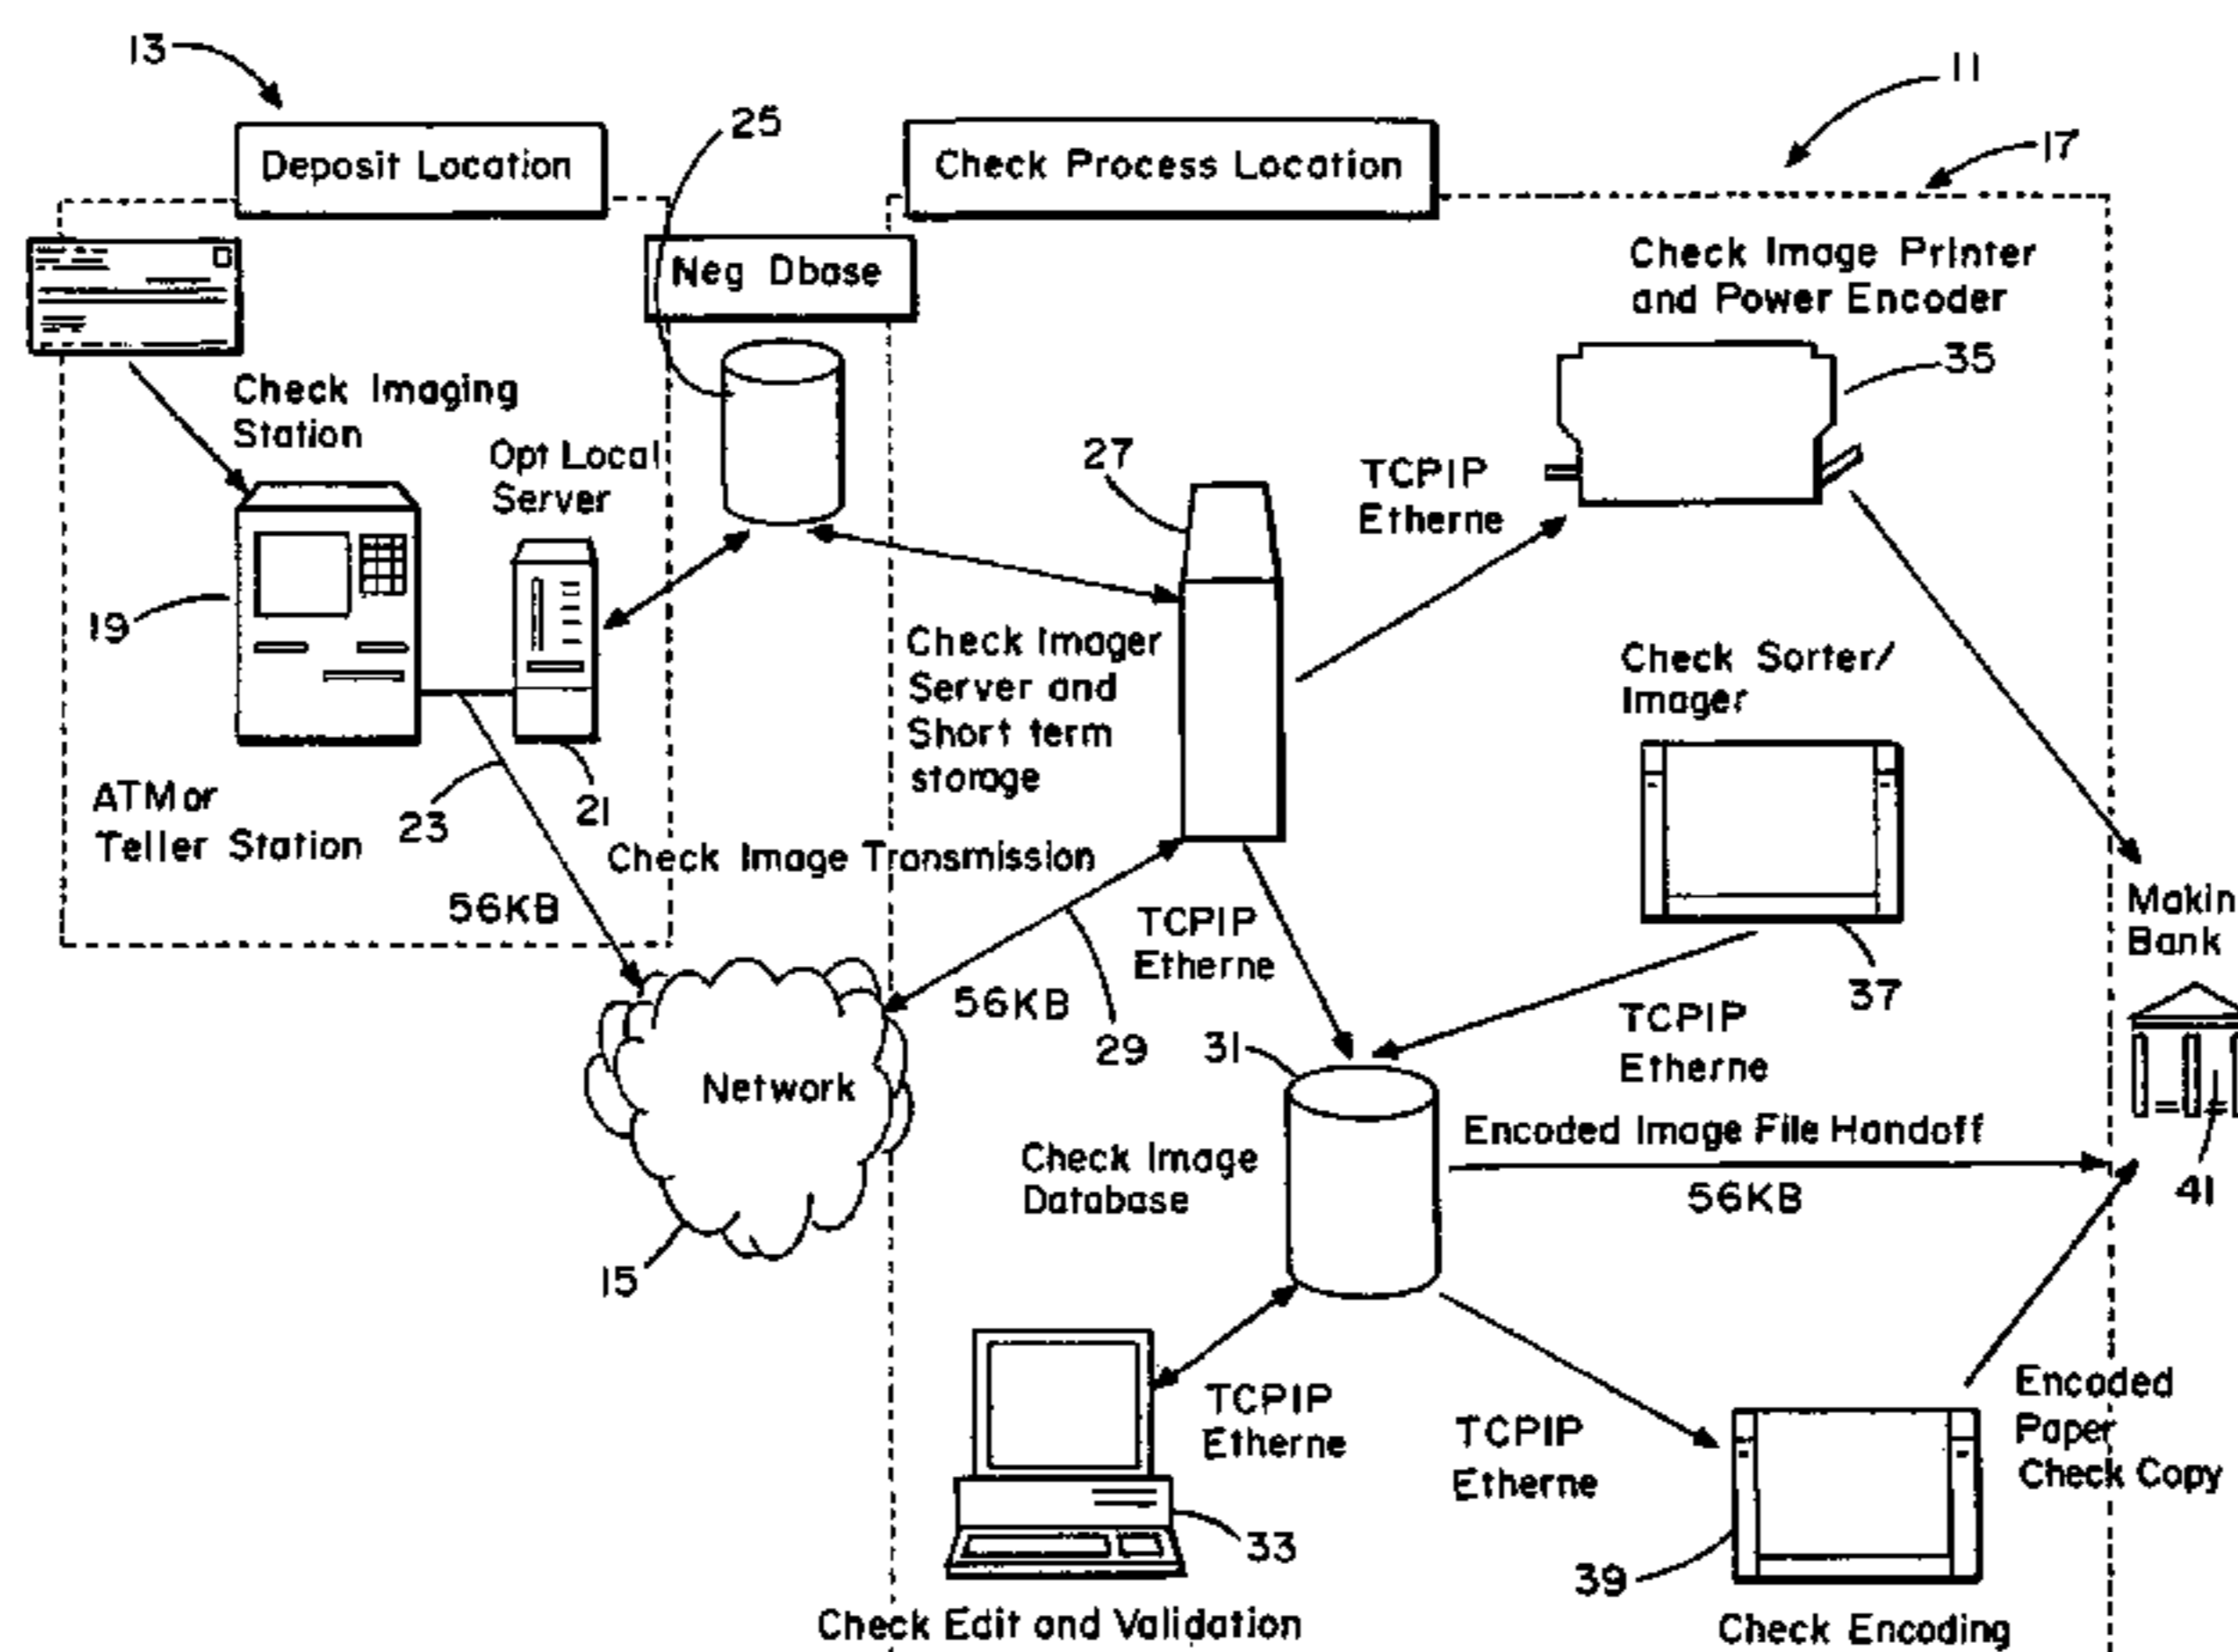 13
11
25
17
Deposit Location
Check Process Location
Neg Dbase
Check Image Printer
and Power Encoder
35
Check Imaging
Station
Opt Local
Server
27
TCPIP
Etherne
19
Check Imager
Server and
Short term
storage
Check Sorter/
Imager
ATM or
Teller Station
23
21
Check Image Transmission
56KB
TCPIP
Etherne
Makin
Bank
56KB
29
37
TCPIP
Etherne
31
Network
Encoded Image File Handoff
Check Image
Database
56KB
41
15
TCPIP
Etherne
TCPIP
Etherne
Encoded
Paper
Check Copy
33
39
Check Edit and Validation
Check Encoding